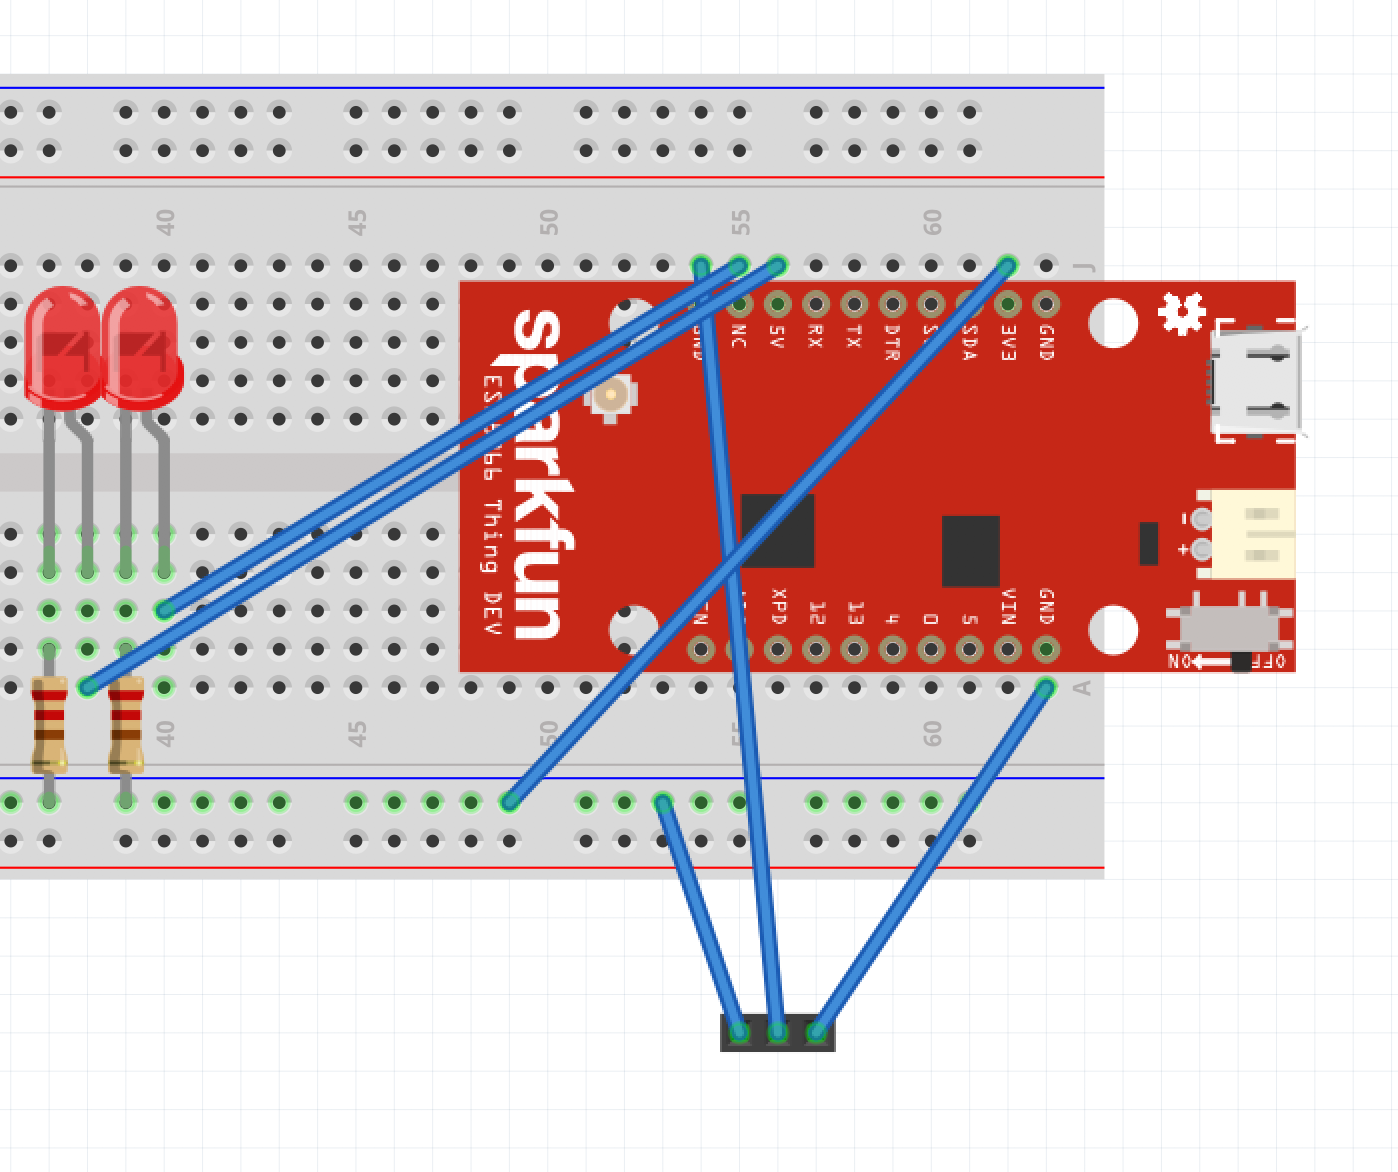 40 45 50 55 60
J
GND NC 5V RX TX DTR SDA 3V3 GND
sparkfun
Thing DEV
- +
XPD 12 13 4 0 5 VIN GND
ON OFF
A
40 45 50 55 60